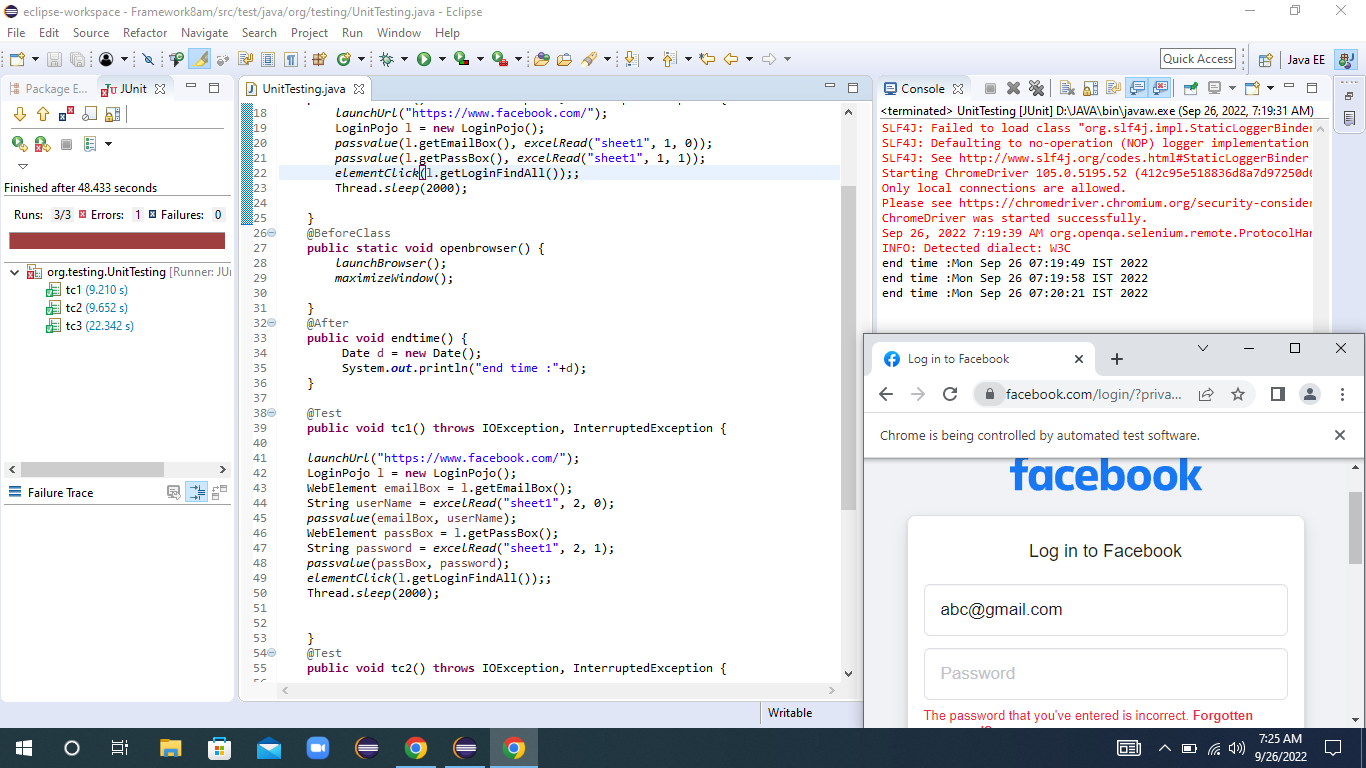 eclipse-workspace - Framework8am/src/test/java/org/testing/UnitTesting.java - Eclipse
File Edit Source Refactor Navigate Search Project Run Window Help
Quick Access
Java EE
Package E...
JUnit
Finished after 48.433 seconds
Runs: 3/3 Errors: 1 Failures: 0
org.testing.UnitTesting [Runner: JU
tc1 (9.210 s)
tc2 (9.652 s)
tc3 (22.342 s)
Failure Trace
UnitTesting.java
18 launchUrl("https://www.facebook.com/");
19 LoginPojo l = new LoginPojo();
20 passvalue(l.getEmailBox(), excelRead("sheet1", 1, 0));
21 passvalue(l.getPassBox(), excelRead("sheet1", 1, 1));
22 elementClick(l.getLoginFindAll());;
23 Thread.sleep(2000);
24
25 }
26 @BeforeClass
27 public static void openbrowser() {
28 launchBrowser();
29 maximizeWindow();
30
31 }
32 @After
33 public void endtime() {
34 Date d = new Date();
35 System.out.println("end time :"+d);
36 }
37
38 @Test
39 public void tc1() throws IOException, InterruptedException {
40
41 launchUrl("https://www.facebook.com/");
42 LoginPojo l = new LoginPojo();
43 WebElement emailBox = l.getEmailBox();
44 String userName = excelRead("sheet1", 2, 0);
45 passvalue(emailBox, userName);
46 WebElement passBox = l.getPassBox();
47 String password = excelRead("sheet1", 2, 1);
48 passvalue(passBox, password);
49 elementClick(l.getLoginFindAll());;
50 Thread.sleep(2000);
51
52
53 }
54 @Test
55 public void tc2() throws IOException, InterruptedException {
Writable
Console
<terminated> UnitTesting [JUnit] D:\JAVA\bin\javaw.exe (Sep 26, 2022, 7:19:31 AM)
SLF4J: Failed to load class "org.slf4j.impl.StaticLoggerBinder
SLF4J: Defaulting to no-operation (NOP) logger implementation
SLF4J: See http://www.slf4j.org/codes.html#StaticLoggerBinder
Starting ChromeDriver 105.0.5195.52 (412c95e518836d8a7d97250d6
Only local connections are allowed.
Please see https://chromedriver.chromium.org/security-consider
ChromeDriver was started successfully.
Sep 26, 2022 7:19:39 AM org.openqa.selenium.remote.ProtocolHan
INFO: Detected dialect: W3C
end time :Mon Sep 26 07:19:49 IST 2022
end time :Mon Sep 26 07:19:58 IST 2022
end time :Mon Sep 26 07:20:21 IST 2022
Log in to Facebook
facebook.com/login/?priva...
Chrome is being controlled by automated test software.
facebook
Log in to Facebook
abc@gmail.com
Password
The password that you've entered is incorrect. Forgotten
7:25 AM
9/26/2022